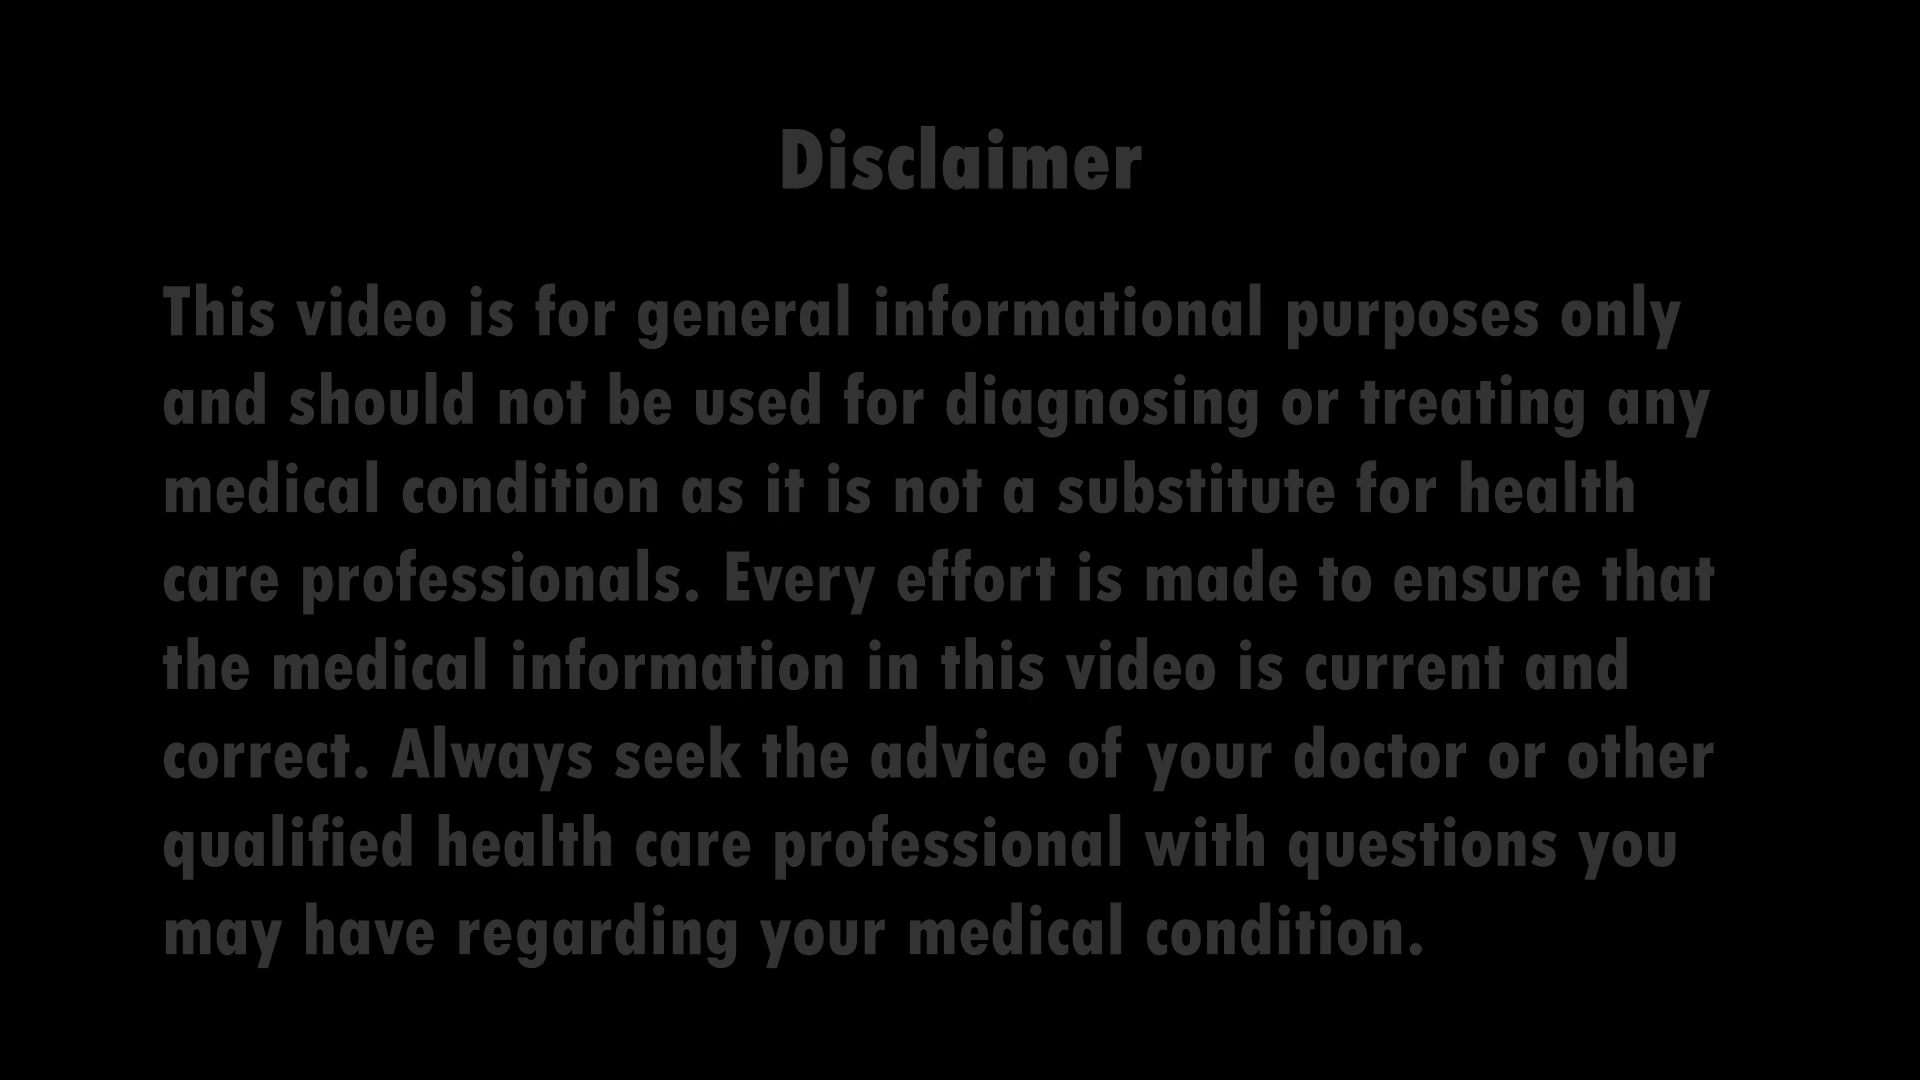 Disclaimer
This video is for general informational purposes only
and should not be used for diagnosing or treating any
medical condition as it is not a substitute for health
care professionals. Every effort is made to ensure that
the medical information in this video is current and
correct. Always seek the advice of your doctor or other
qualified health care professional with questions you
may have regarding your medical condition.